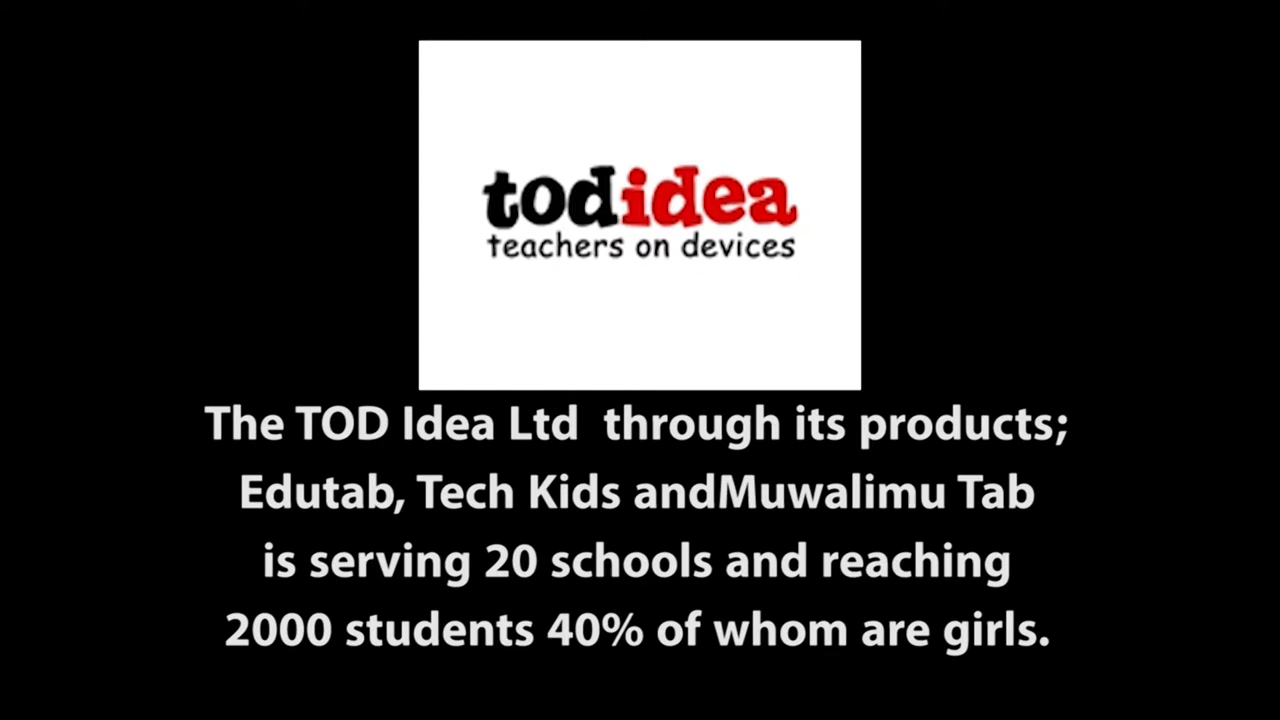 todidea
teachers on devices
The TOD Idea Ltd  through its products;
Edutab, Tech Kids andMuwalimu Tab
is serving 20 schools and reaching
2000 students 40% of whom are girls.